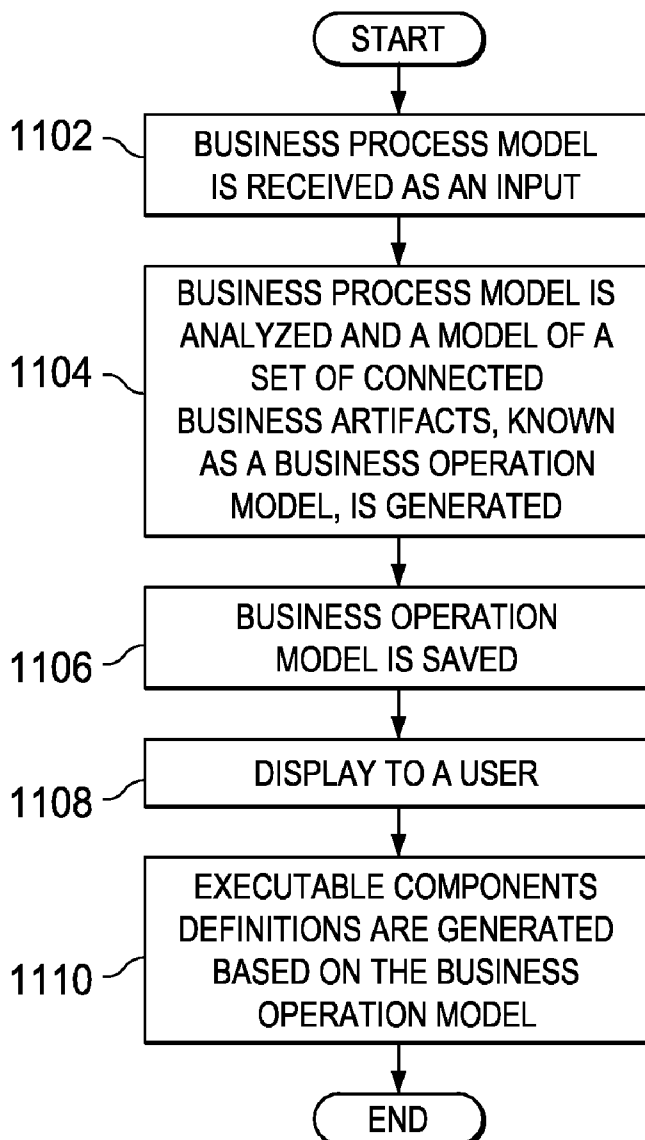 START
1102
BUSINESS PROCESS MODEL
IS RECEIVED AS AN INPUT
1104
BUSINESS PROCESS MODEL IS
ANALYZED AND A MODEL OF A
SET OF CONNECTED
BUSINESS ARTIFACTS, KNOWN
AS A BUSINESS OPERATION
MODEL, IS GENERATED
1106
BUSINESS OPERATION
MODEL IS SAVED
1108
DISPLAY TO A USER
1110
EXECUTABLE COMPONENTS
DEFINITIONS ARE GENERATED
BASED ON THE BUSINESS
OPERATION MODEL
END